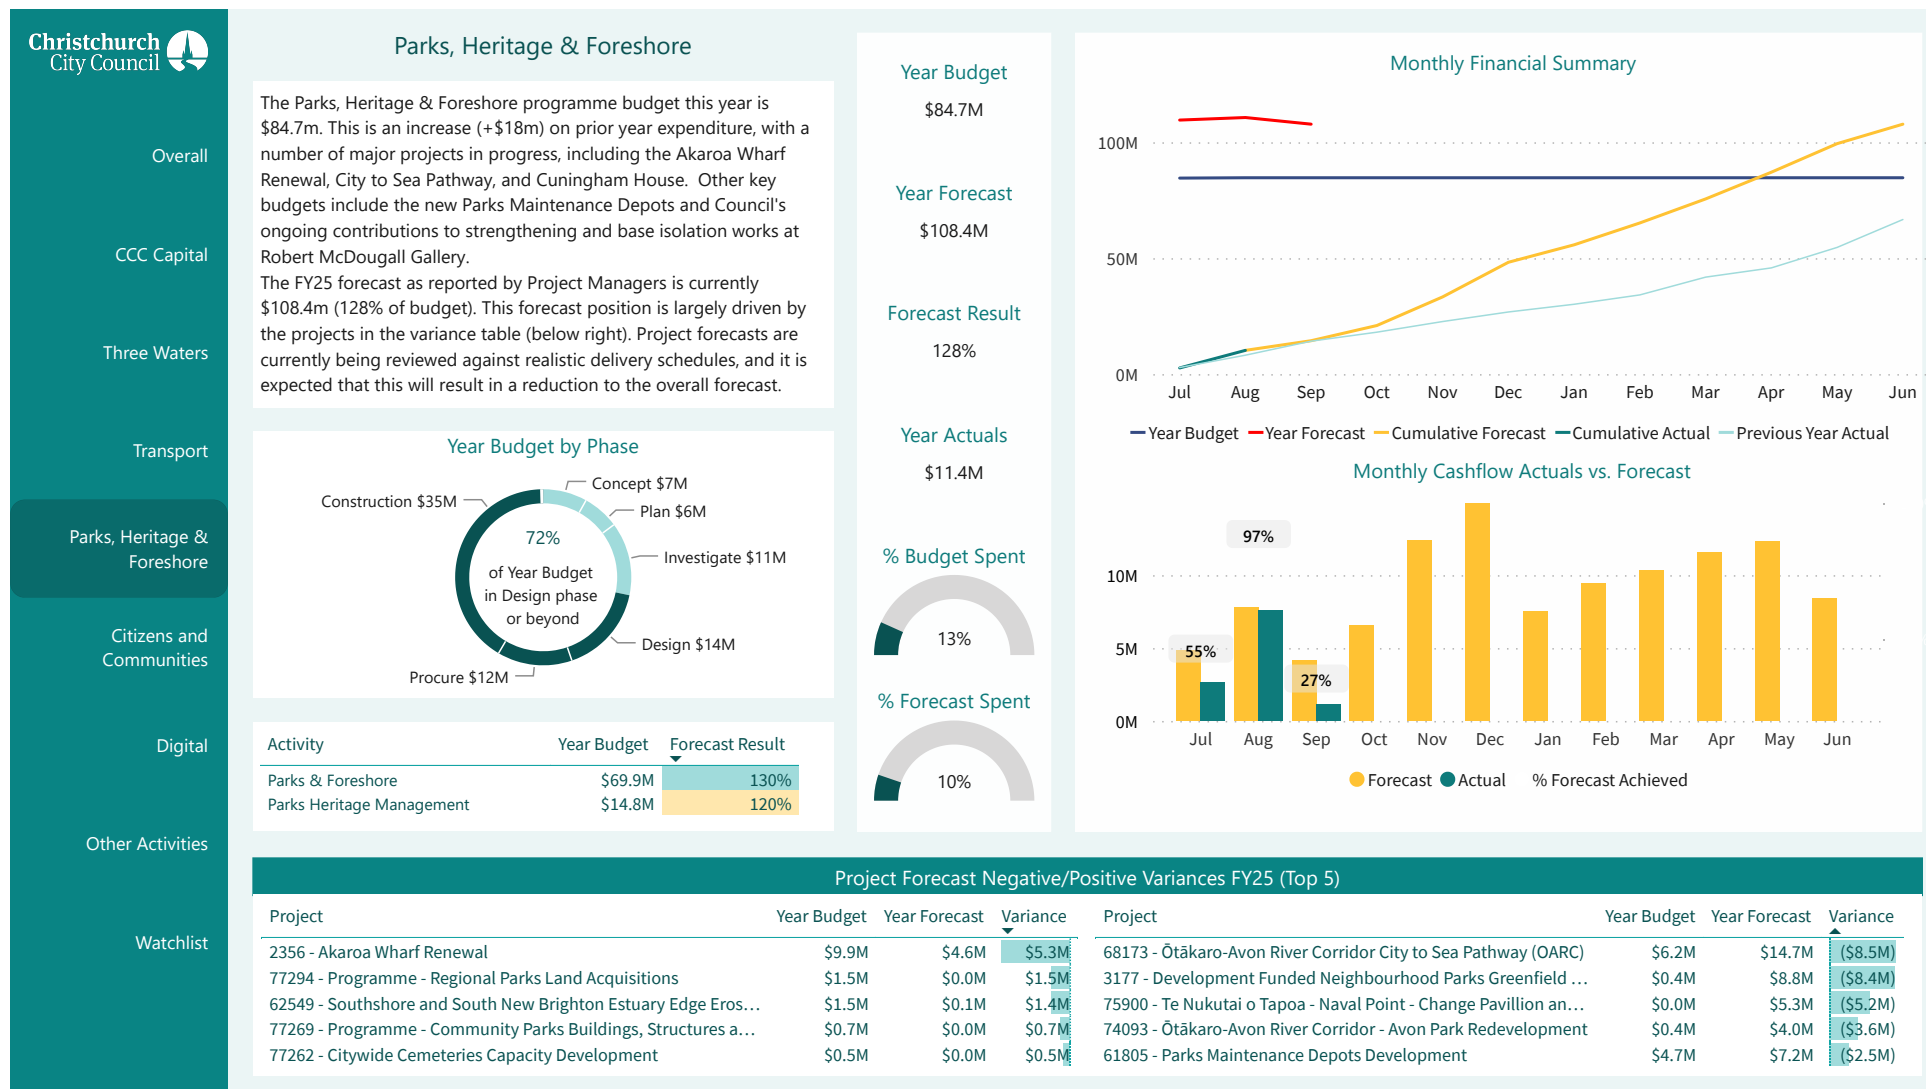 Christchurch
City Council
Overall
CCC Capital
Three Waters
Transport
Parks, Heritage &
Foreshore
Citizens and
Communities
Digital
Other Activities
Watchlist
Parks, Heritage & Foreshore
The Parks, Heritage & Foreshore programme budget this year is
$84.7m. This is an increase (+$18m) on prior year expenditure, with a
number of major projects in progress, including the Akaroa Wharf
Renewal, City to Sea Pathway, and Cuningham House.  Other key
budgets include the new Parks Maintenance Depots and Council's
ongoing contributions to strengthening and base isolation works at
Robert McDougall Gallery.
The FY25 forecast as reported by Project Managers is currently
$108.4m (128% of budget). This forecast position is largely driven by
the projects in the variance table (below right). Project forecasts are
currently being reviewed against realistic delivery schedules, and it is
expected that this will result in a reduction to the overall forecast.
Year Budget by Phase
Concept $7M
Construction $35M
Plan $6M
72%
Investigate $11M
of Year Budget
in Design phase
or beyond
Design $14M
Procure $12M
Activity Year Budget Forecast Result
Parks & Foreshore $69.9M 130%
Parks Heritage Management $14.8M 120%
Year Budget
$84.7M
Year Forecast
$108.4M
Forecast Result
128%
Year Actuals
$11.4M
% Budget Spent
13%
% Forecast Spent
10%
Monthly Financial Summary
100M
50M
0M
Jul Aug Sep Oct Nov Dec Jan Feb Mar Apr May Jun
Year Budget Year Forecast Cumulative Forecast Cumulative Actual Previous Year Actual
Monthly Cashflow Actuals vs. Forecast
97%
10M
5M
55%
27%
0M
Jul Aug Sep Oct Nov Dec Jan Feb Mar Apr May Jun
Forecast Actual % Forecast Achieved
Project Forecast Negative/Positive Variances FY25 (Top 5)
Project Year Budget Year Forecast Variance
2356 - Akaroa Wharf Renewal $9.9M $4.6M $5.3M
77294 - Programme - Regional Parks Land Acquisitions $1.5M $0.0M $1.5M
62549 - Southshore and South New Brighton Estuary Edge Eros... $1.5M $0.1M $1.4M
77269 - Programme - Community Parks Buildings, Structures a... $0.7M $0.0M $0.7M
77262 - Citywide Cemeteries Capacity Development $0.5M $0.0M $0.5M
Project Year Budget Year Forecast Variance
68173 - Ōtākaro-Avon River Corridor City to Sea Pathway (OARC) $6.2M $14.7M ($8.5M)
3177 - Development Funded Neighbourhood Parks Greenfield ... $0.4M $8.8M ($8.4M)
75900 - Te Nukutai o Tapoa - Naval Point - Change Pavillion an... $0.0M $5.3M ($5.2M)
74093 - Ōtākaro-Avon River Corridor - Avon Park Redevelopment $0.4M $4.0M ($3.6M)
61805 - Parks Maintenance Depots Development $4.7M $7.2M ($2.5M)